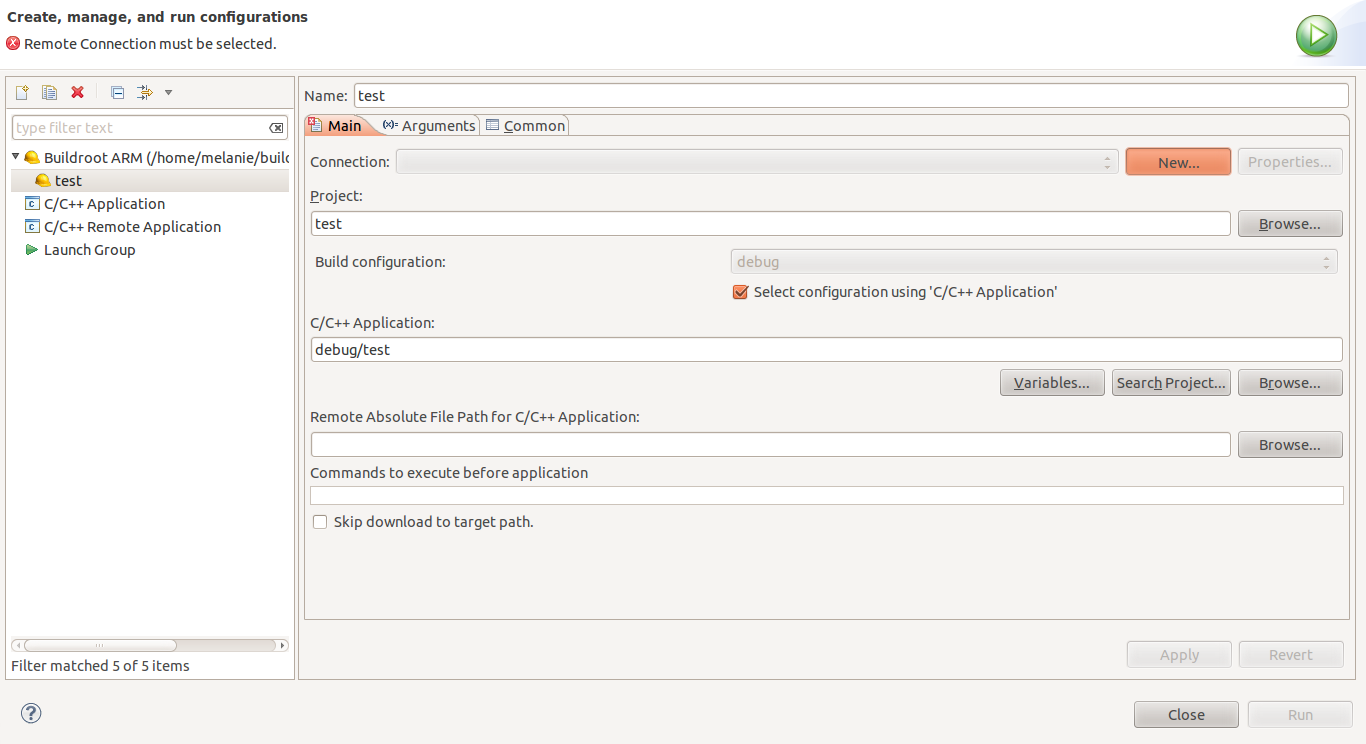 Create, manage, and run configurations
Remote Connection must be selected.
Name: test
type filter text
Main (x)= Arguments Common
Buildroot ARM (/home/melanie/build
test
C/C++ Application
C/C++ Remote Application
Launch Group
Connection: New... Properties...
Project:
test Browse...
Build configuration: debug
Select configuration using 'C/C++ Application'
C/C++ Application:
debug/test
Variables... Search Project... Browse...
Remote Absolute File Path for C/C++ Application:
Browse...
Commands to execute before application
Skip download to target path.
Filter matched 5 of 5 items
Apply Revert
? Close Run